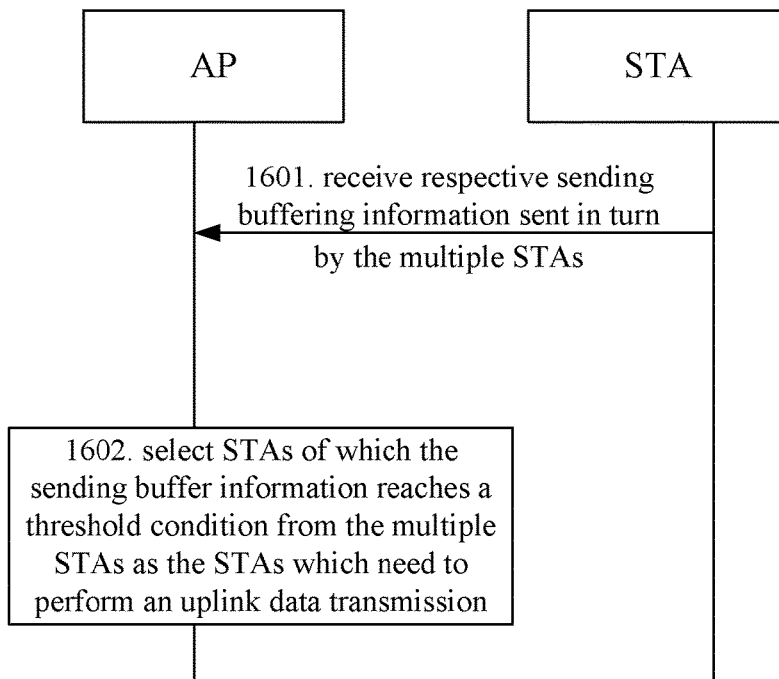 AP
STA
1601. receive respective sending
buffering information sent in turn
by the multiple STAs
1602. select STAs of which the
sending buffer information reaches a
threshold condition from the multiple
STAs as the STAs which need to
perform an uplink data transmission